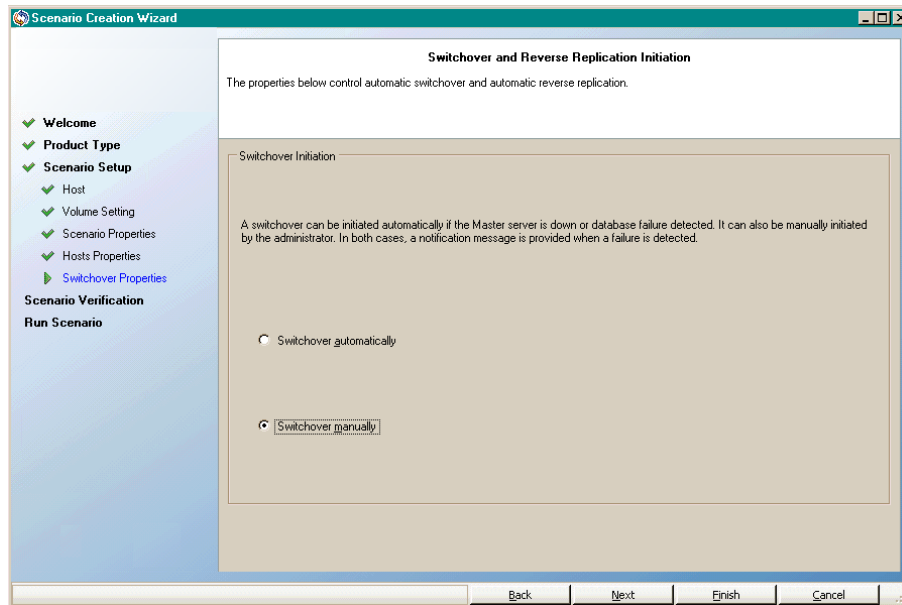 Scenario Creation Wizard
Switchover and Reverse Replication Initiation
The properties below control automatic switchover and automatic reverse replication.
Welcome
Product Type
Scenario Setup
Host
Volume Setting
Scenario Properties
Hosts Properties
Switchover Properties
Scenario Verification
Run Scenario
Switchover Initiation
A switchover can be initiated automatically if the Master server is down or database failure detected. It can also be manually initiated
by the administrator. In both cases, a notification message is provided when a failure is detected.
Switchover automatically
Switchover manually
Back
Next
Finish
Cancel